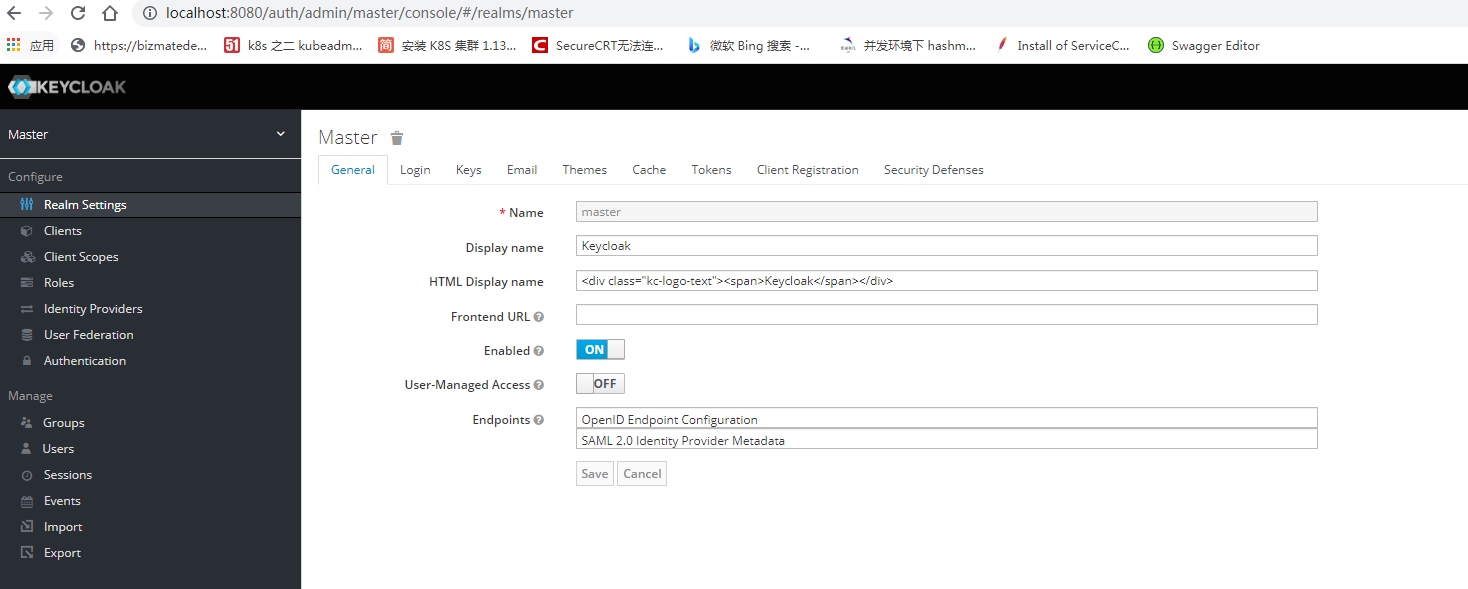 localhost:8080/auth/admin/master/console/#/realms/master
应用 https://bizmatede... 51 k8s 之二 kubeadm... 简 安装 K8S 集群 1.13... C SecureCRT无法连... 微软 Bing 搜索 -... 并发环境下 hashm... Install of ServiceC... Swagger Editor
KEYCLOAK
Master
Configure
Realm Settings
Clients
Client Scopes
Roles
Identity Providers
User Federation
Authentication
Manage
Groups
Users
Sessions
Events
Import
Export
Master
General Login Keys Email Themes Cache Tokens Client Registration Security Defenses
* Name master
Display name Keycloak
HTML Display name <div class="kc-logo-text"><span>Keycloak</span></div>
Frontend URL
Enabled ON
User-Managed Access OFF
Endpoints OpenID Endpoint Configuration
SAML 2.0 Identity Provider Metadata
Save Cancel